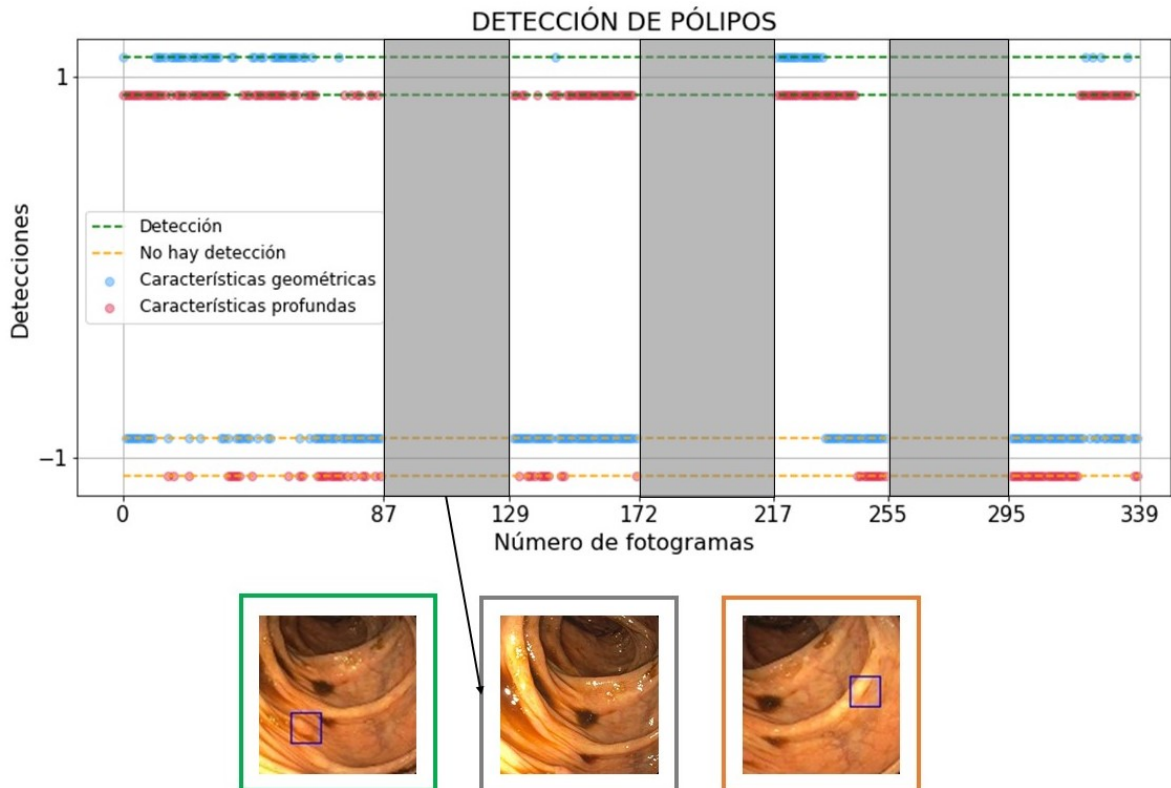 DETECCIÓN DE PÓLIPOS
1
Detecciones
Detección
No hay detección
Características geométricas
Características profundas
−1
0 87 129 172 217 255 295 339
Número de fotogramas